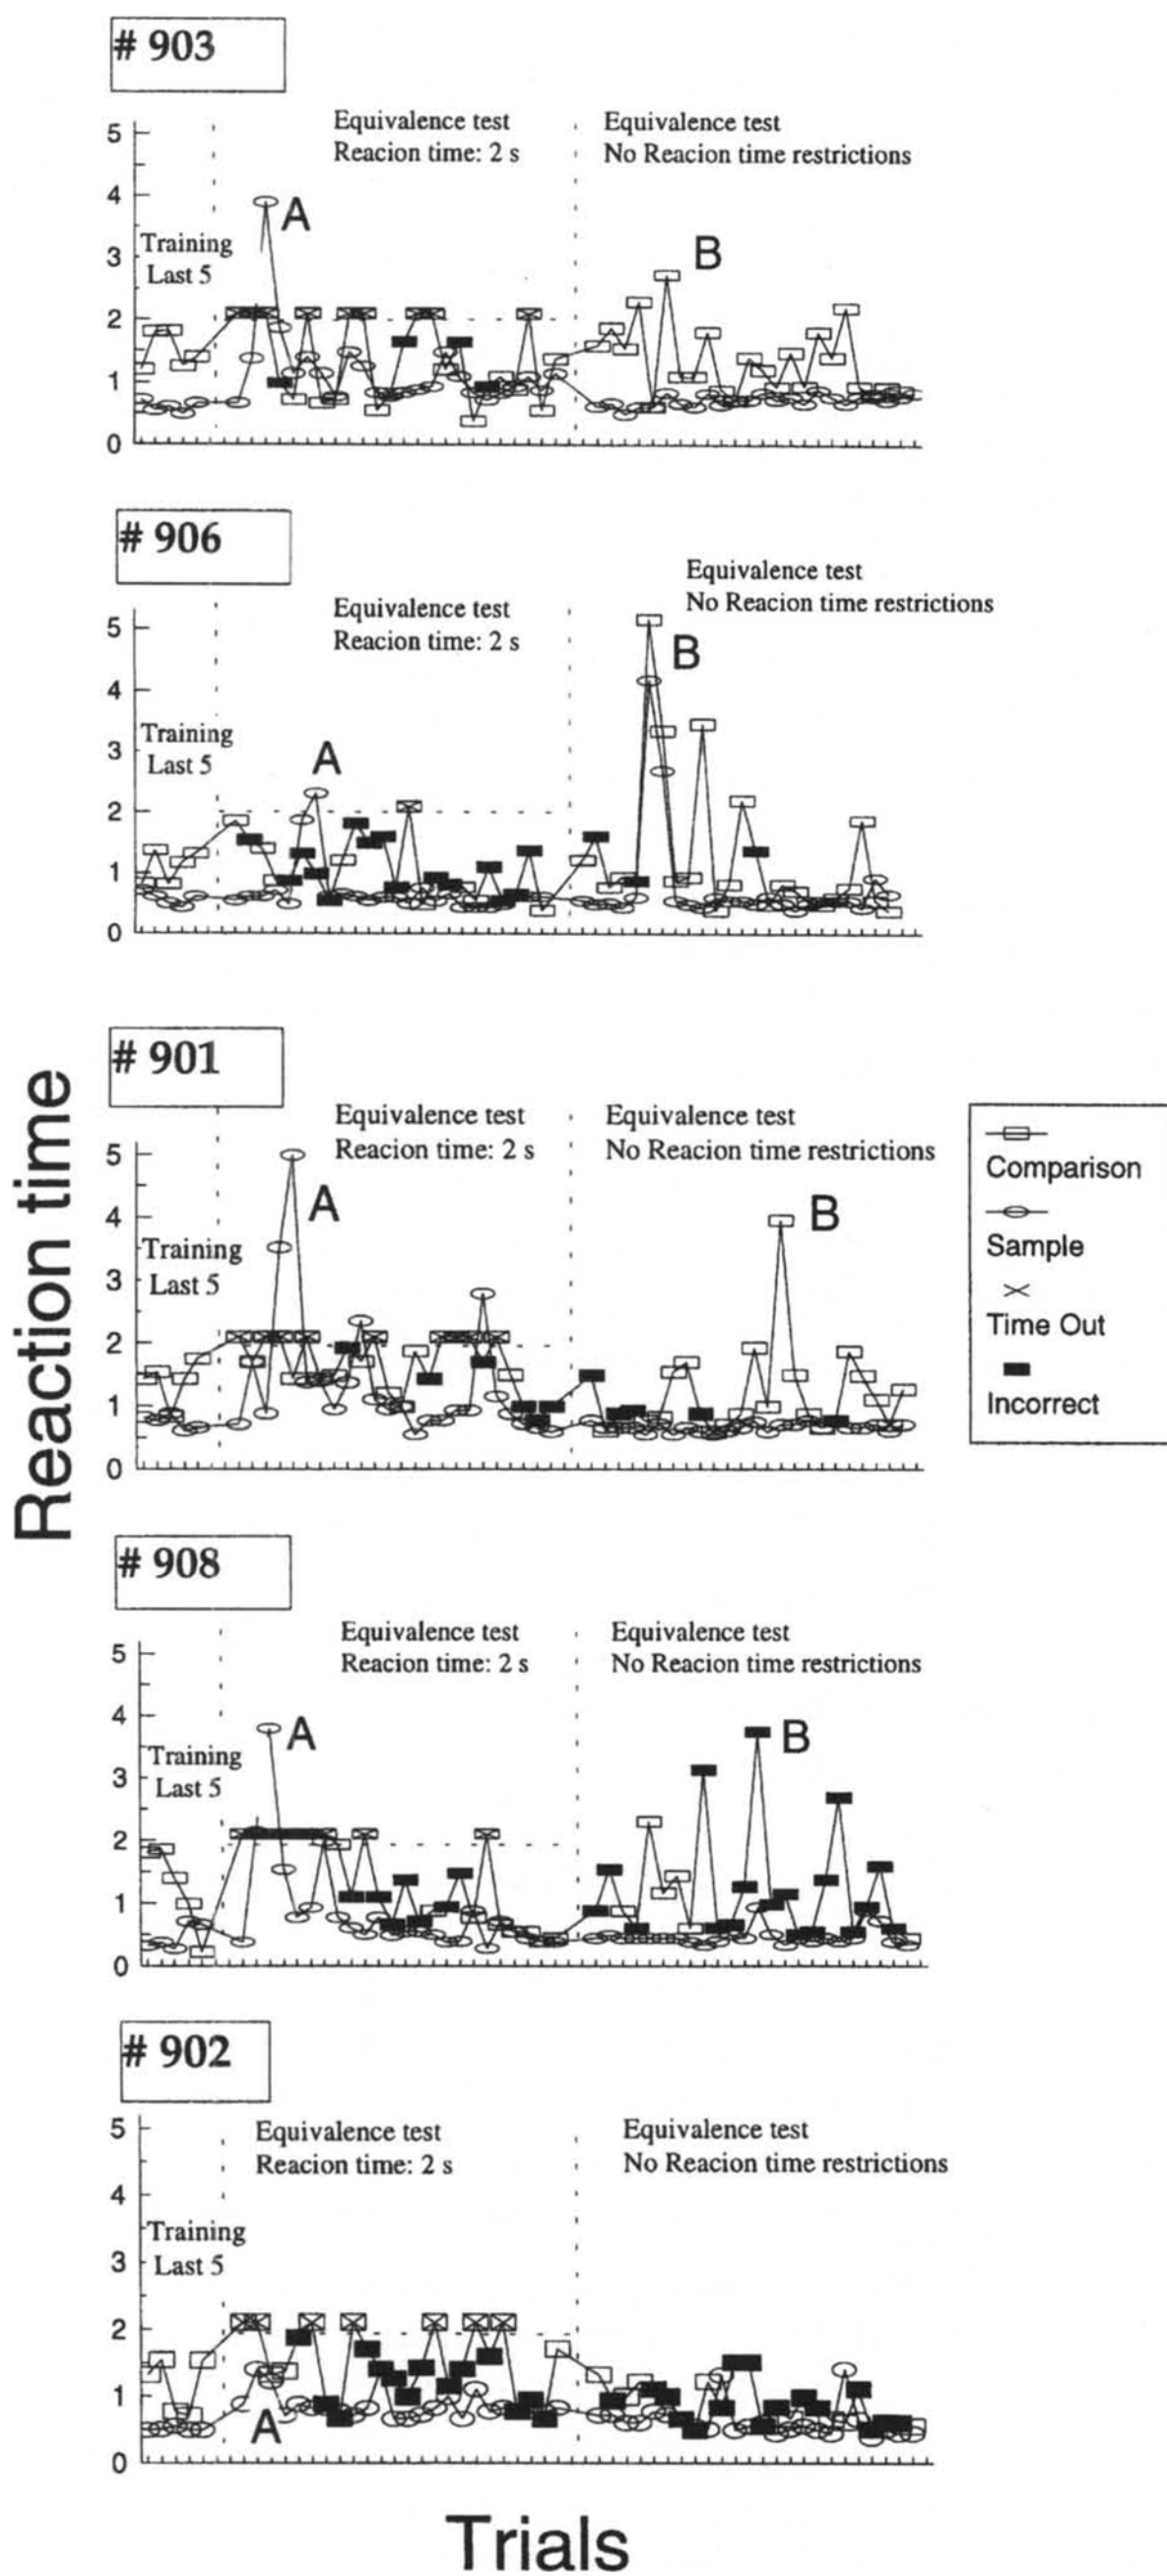 # 903
Equivalence test
Reacion time: 2 s
Equivalence test
No Reacion time restrictions
5
4
3
2
1
0
A
B
Training
Last 5
# 906
Equivalence test
Reacion time: 2 s
Equivalence test
No Reacion time restrictions
5
4
3
2
1
0
A
B
Training
Last 5
Reaction time
# 901
Equivalence test
Reacion time: 2 s
Equivalence test
No Reacion time restrictions
5
4
3
2
1
0
A
B
Training
Last 5
Comparison
Sample
Time Out
Incorrect
# 908
Equivalence test
Reacion time: 2 s
Equivalence test
No Reacion time restrictions
5
4
3
2
1
0
A
B
Training
Last 5
# 902
Equivalence test
Reacion time: 2 s
Equivalence test
No Reacion time restrictions
5
4
3
2
1
0
Training
Last 5
A
Trials